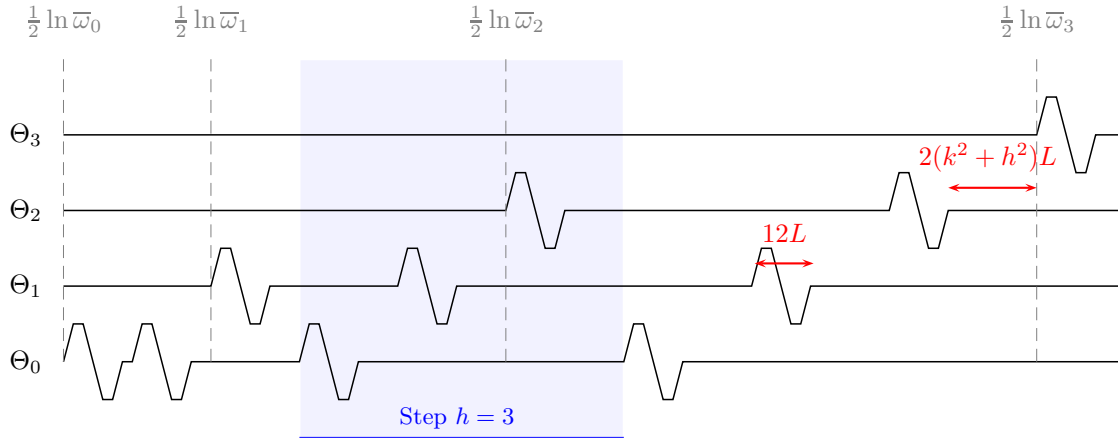 ½ ln ω̅₀ ½ ln ω̅₁ ½ ln ω̅₂ ½ ln ω̅₃
Θ₃
2(k² + h²)L
Θ₂
12L
Θ₁
Θ₀
Step h = 3